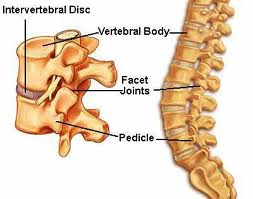 Intervertebral Disc
Vertebral Body
Facet
Joints
Pedicle